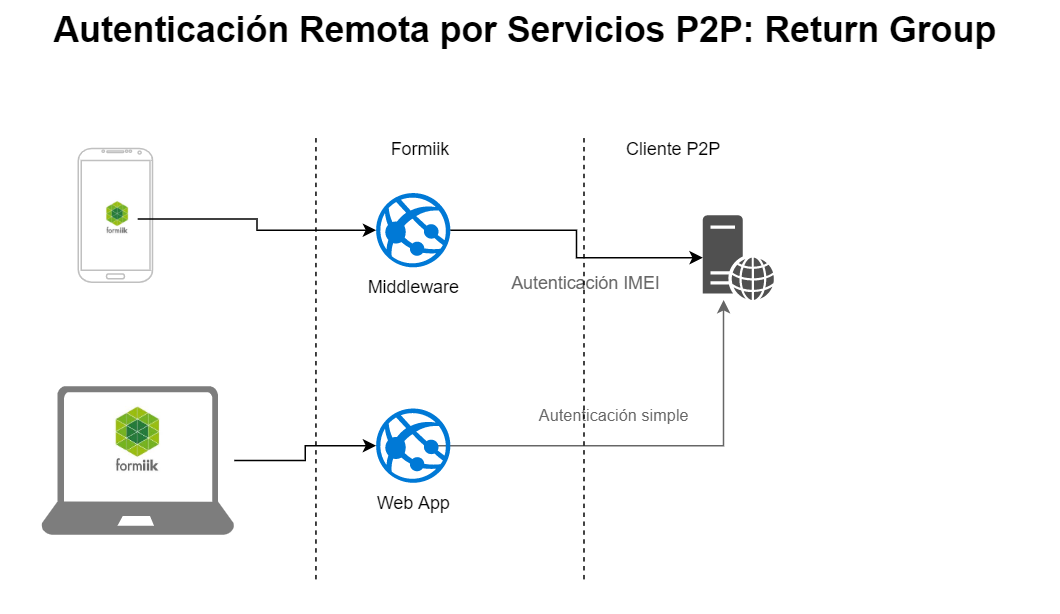 Autenticación Remota por Servicios P2P: Return Group
Formiik
Cliente P2P
formiik
Middleware
Autenticación IMEI
formiik
Autenticación simple
Web App